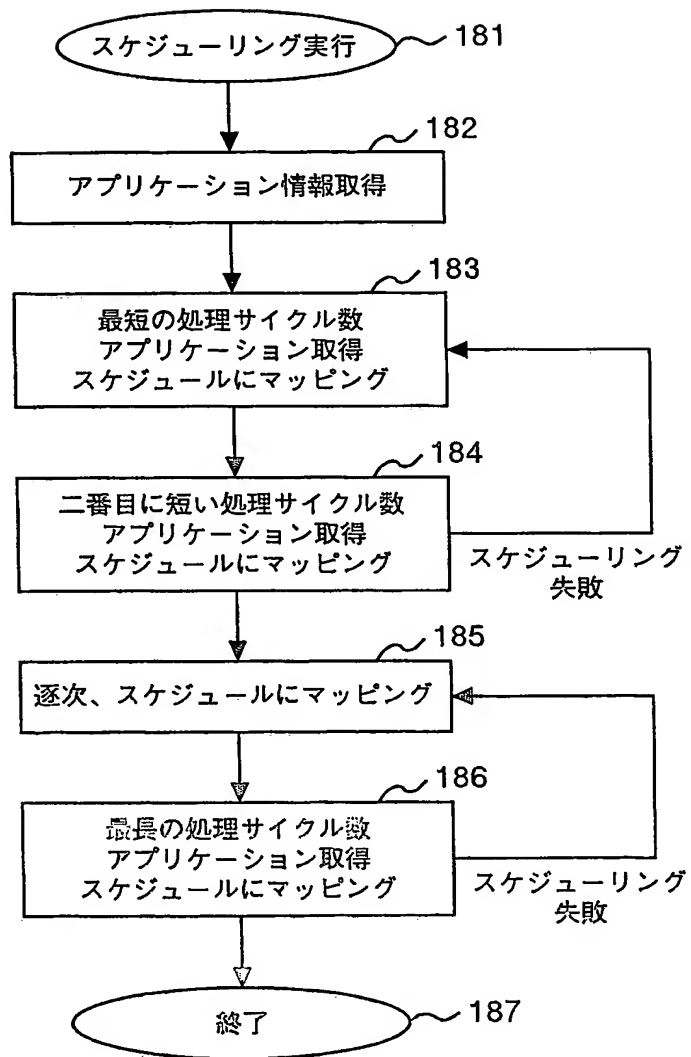 スケジューリング実行
181
182
アプリケーション情報取得
183
最短の処理サイクル数
アプリケーション取得
スケジュールにマッピング
184
二番目に短い処理サイクル数
アプリケーション取得
スケジュールにマッピング
スケジューリング
失敗
185
逐次、スケジュールにマッピング
186
最長の処理サイクル数
アプリケーション取得
スケジュールにマッピング
スケジューリング
失敗
終了
187